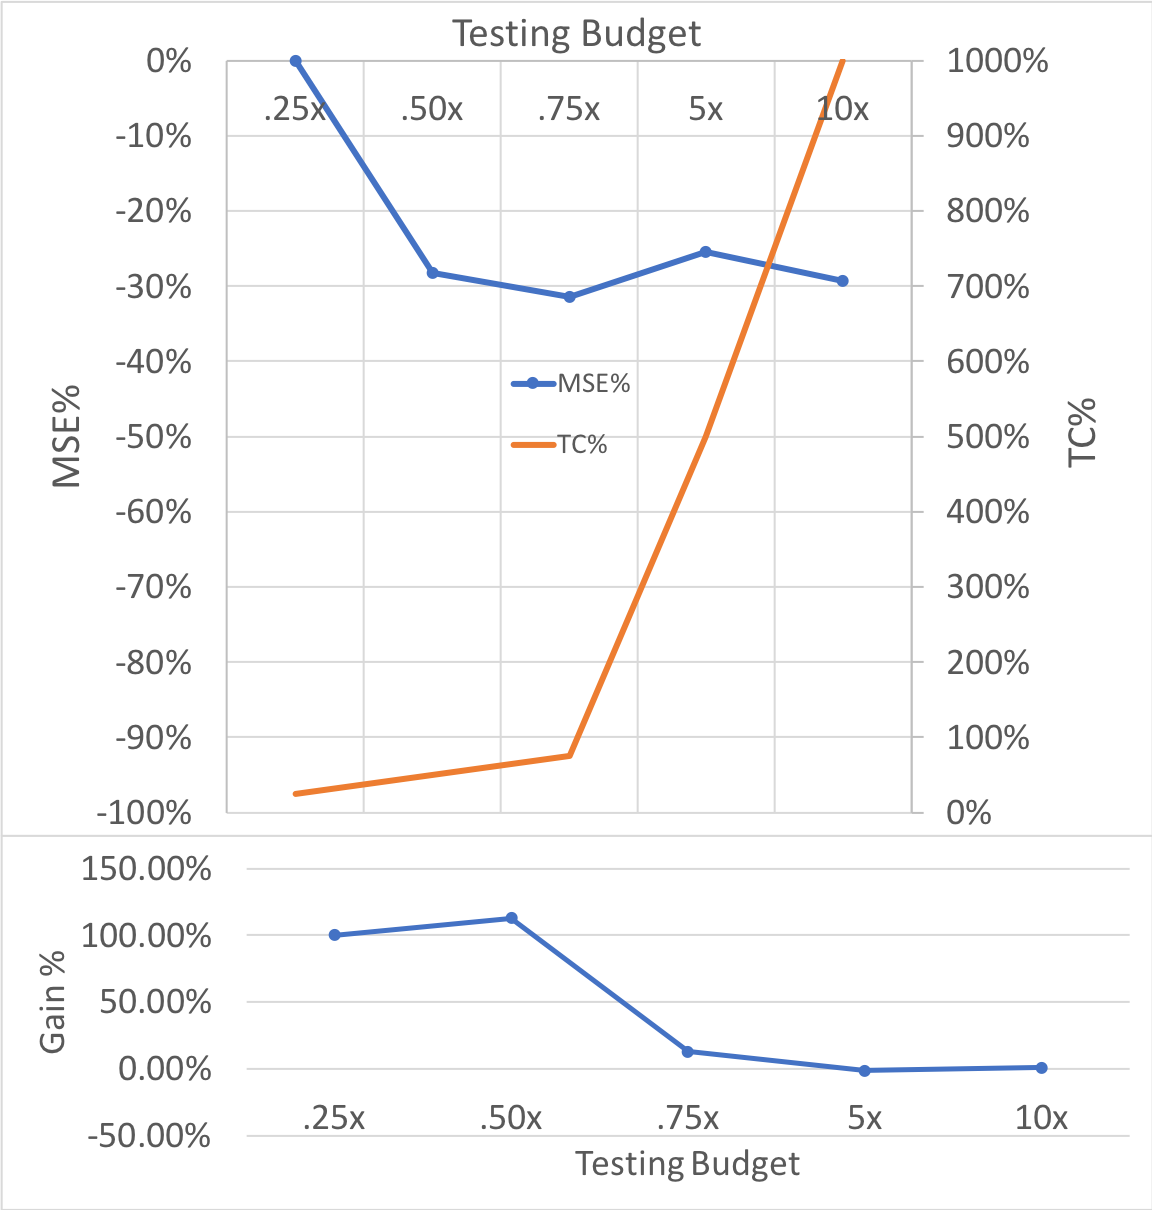 Testing Budget
0% 1000%
.25x .50x .75x 5x 10x
-10% 900%
-20% 800%
-30% 700%
-40% 600%
MSE%
-50% 500%
TC%
-60% 400%
-70% 300%
-80% 200%
-90% 100%
-100% 0%
MSE%
TC%
150.00%
100.00%
50.00%
0.00%
-50.00%
Gain %
.25x .50x .75x 5x 10x
Testing Budget